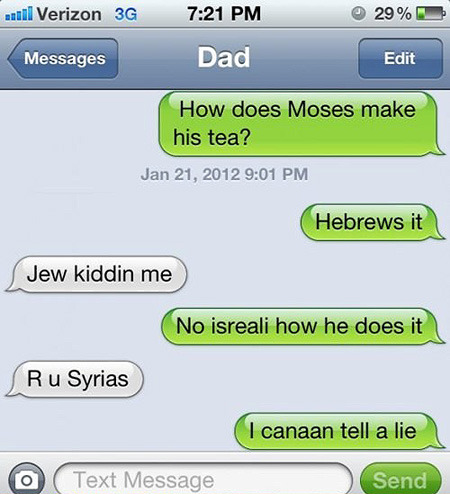 Verizon 3G 7:21 PM 29%
Messages Dad Edit
How does Moses make
his tea?
Jan 21, 2012 9:01 PM
Hebrews it
Jew kiddin me
No isreali how he does it
R u Syrias
I canaan tell a lie
Text Message Send